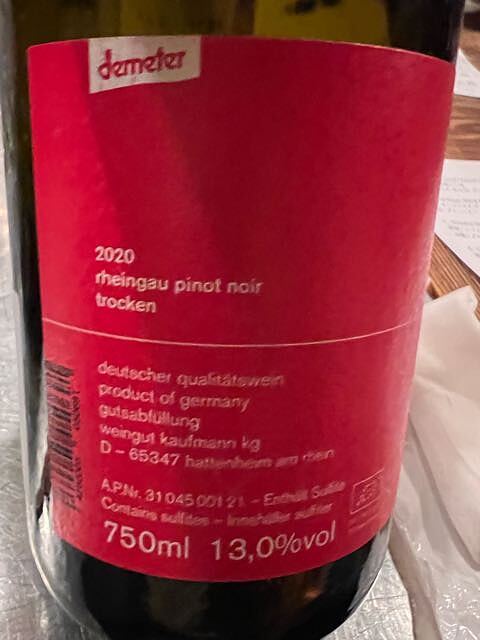 demeter
2020
rheingau pinot noir
trocken
deutscher qualitätswein
product of germany
gutsabfüllung
weingut kaufmann kg
D – 65347 hattenheim am rhein
A.P.Nr. 31 045 001 21 – Enthält Sulfite
Contains sulfites – Innehåller sulfiter
750ml 13,0%vol